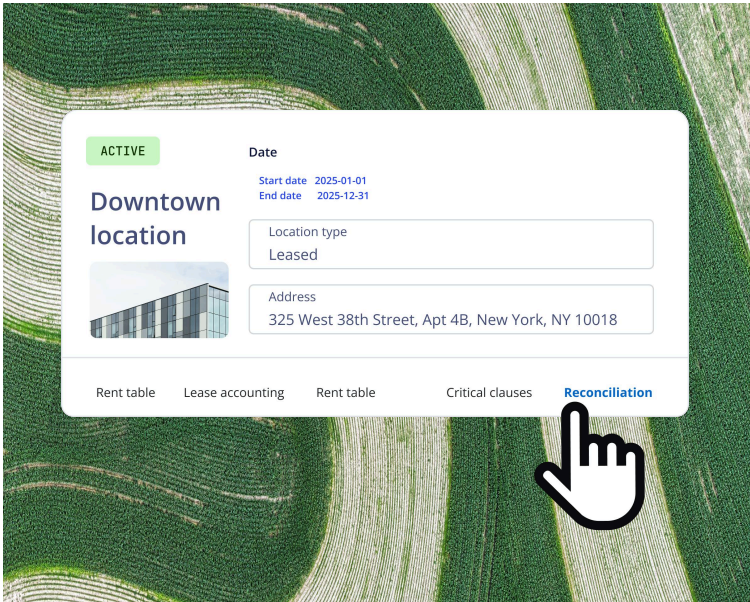 ACTIVE
Downtown
location
Date
Start date 2025-01-01
End date 2025-12-31
Location type
Leased
Address
325 West 38th Street, Apt 4B, New York, NY 10018
Rent table Lease accounting Rent table Critical clauses Reconciliation